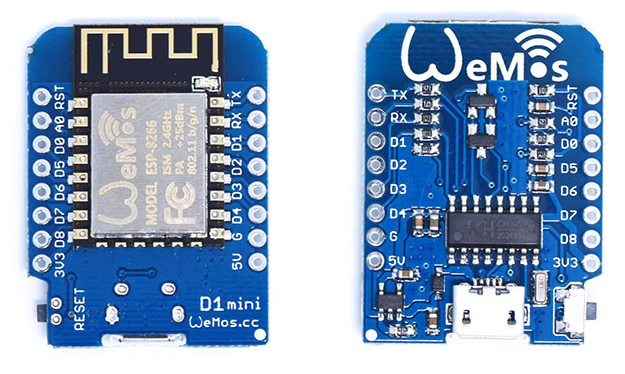 RST
A0
D0
D5
D6
D7
D8
3V3
TX
RX
D1
D2
D3
D4
G
5V
WeMos
MODEL ESP-8266
ISM 2.4GHz
PA +25dBm
802.11 b/g/n
FC
RESET
D1 mini
WeMos.cc
WeMos
TX
RX
D1
D2
D3
D4
G
5V
RST
A0
D0
D5
D6
D7
D8
3V3